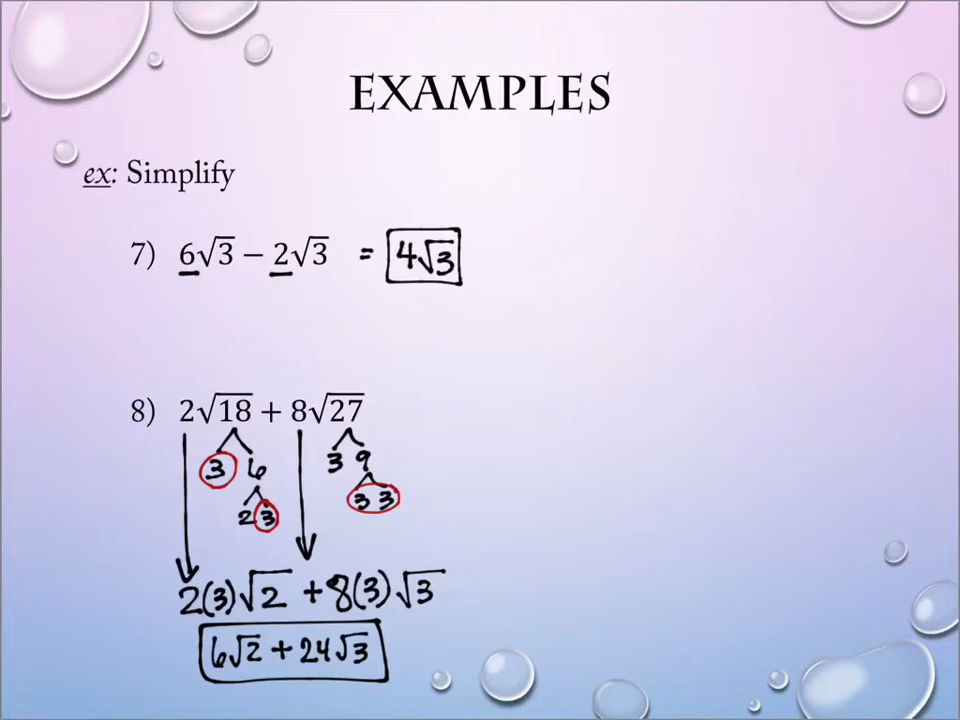 EXAMPLES
ex: Simplify
7) 6√3 − 2√3 = 4√3
8) 2√18 + 8√27
3 6 3 9
2 3 3 3
2(3)√2 + 8(3)√3
6√2 + 24√3